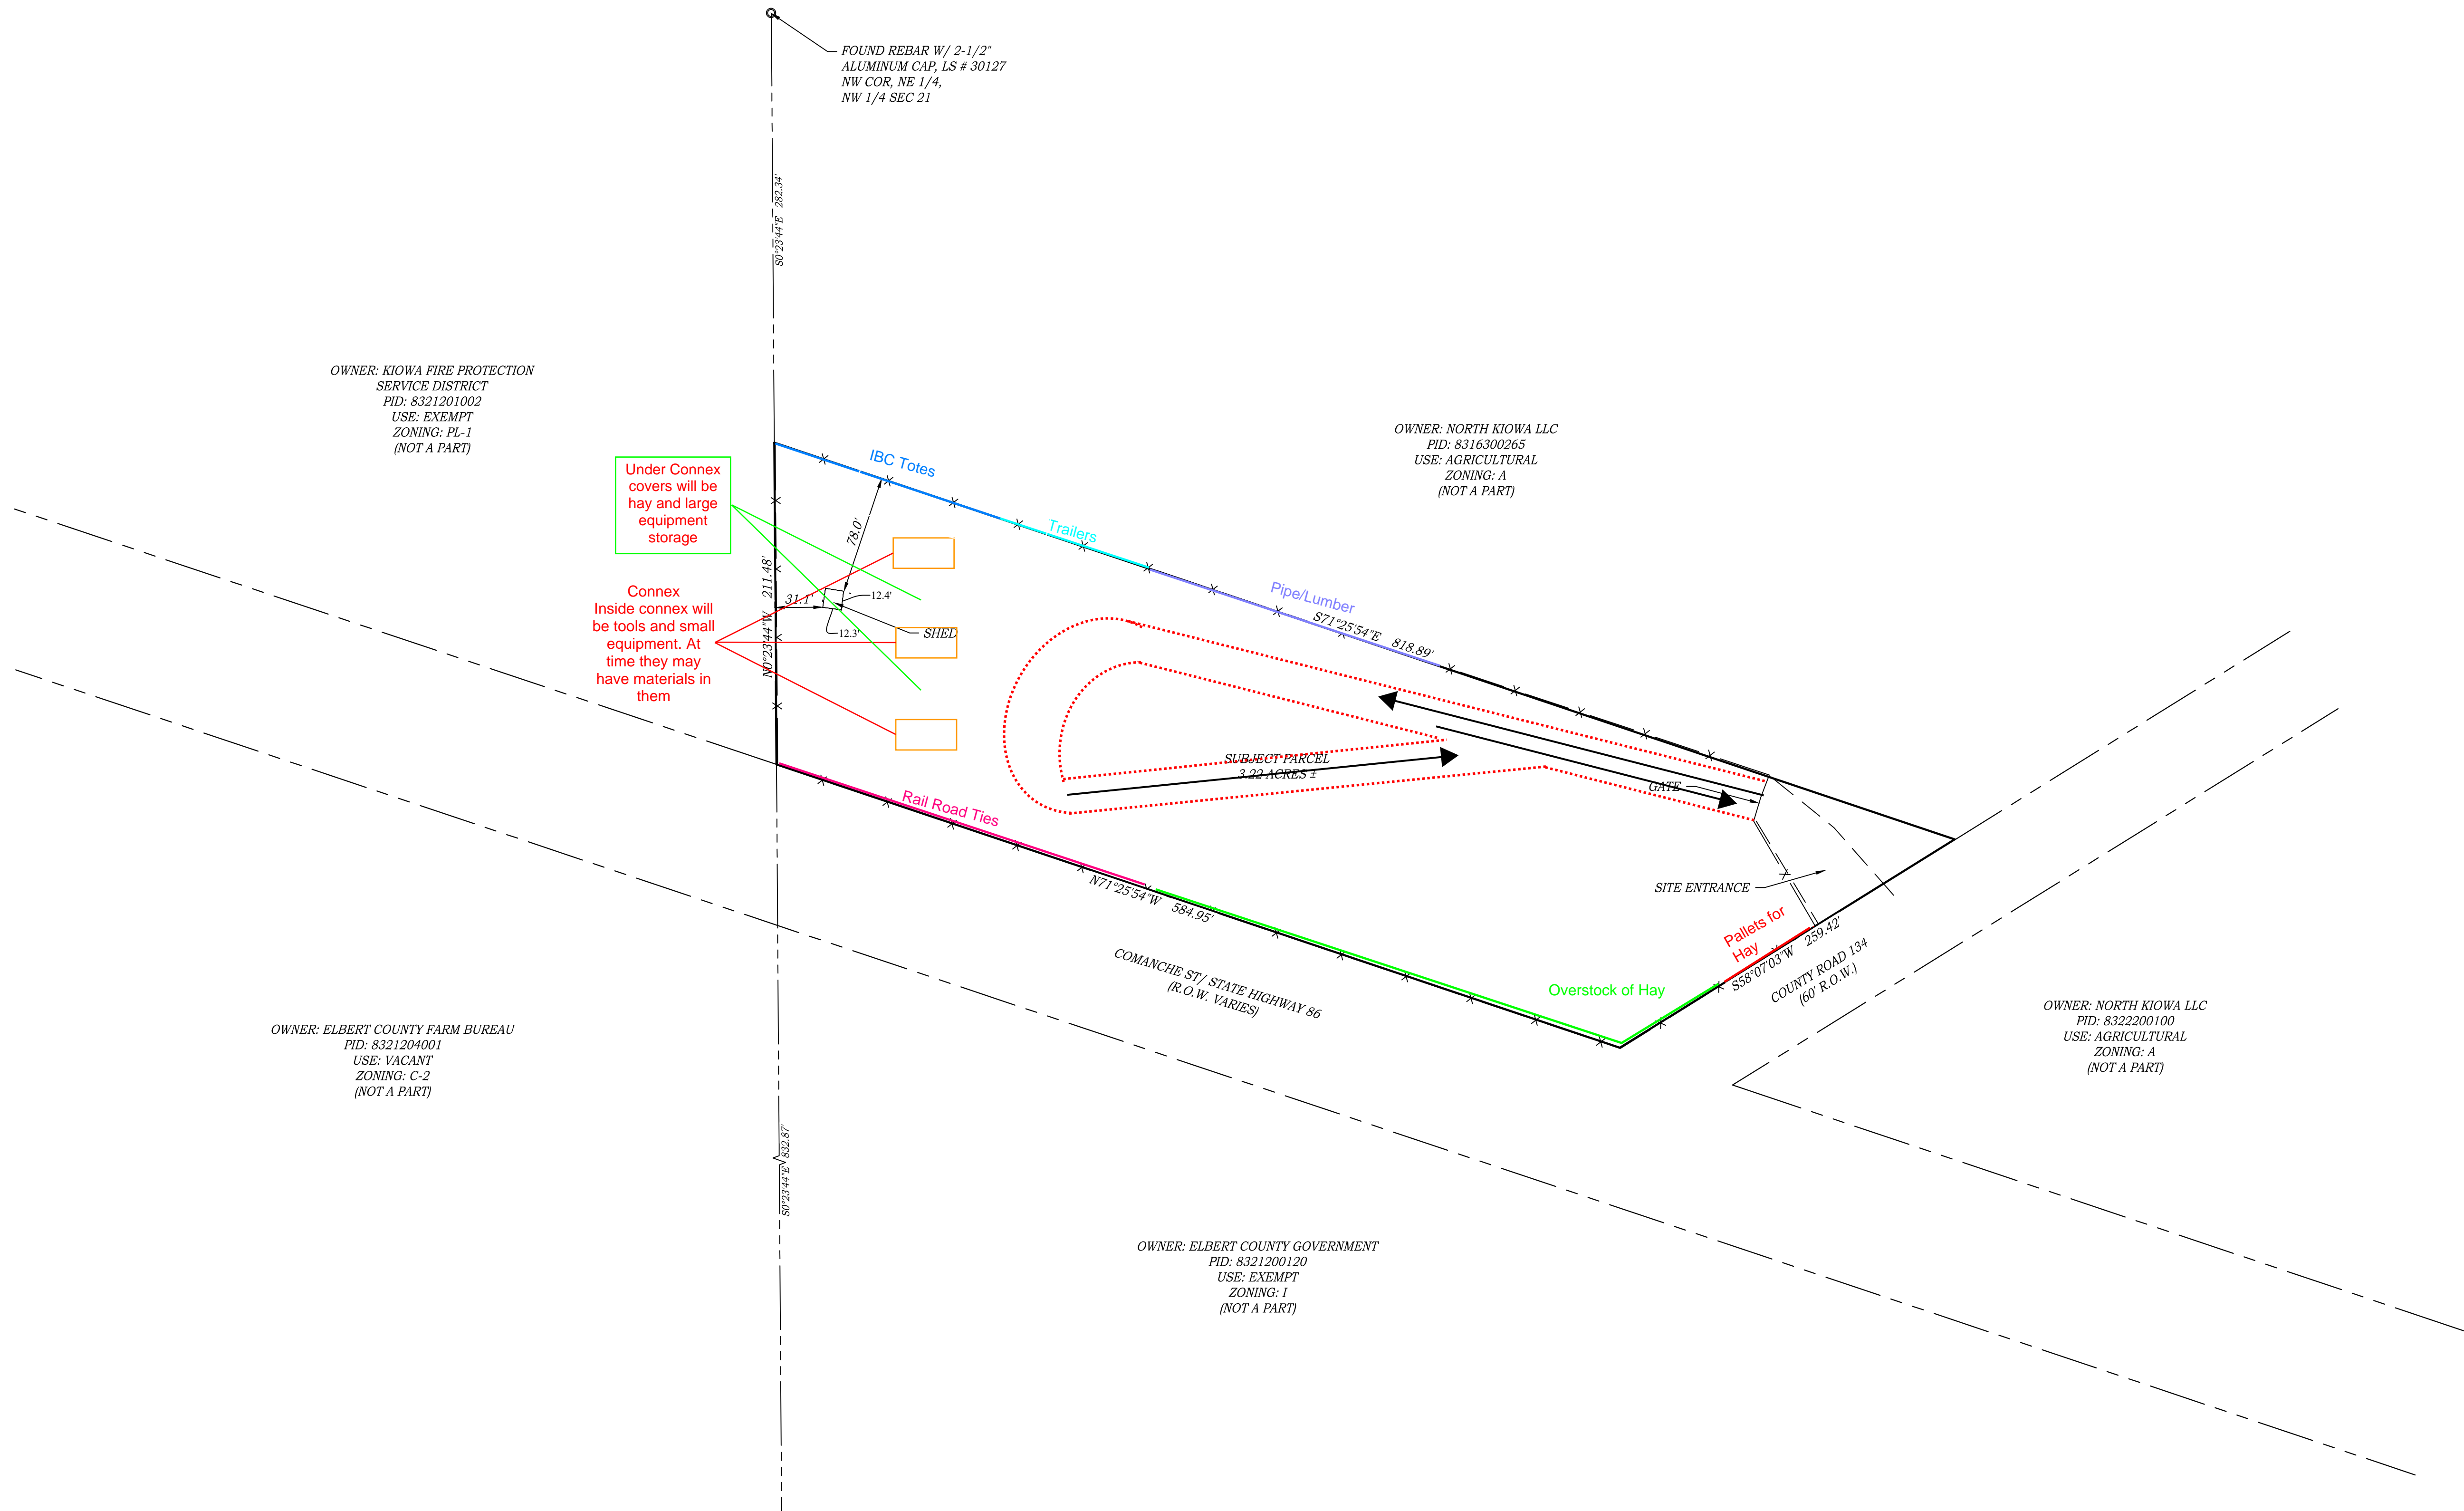 FOUND REBAR W/ 2-1/2"
ALUMINUM CAP, LS # 30127
NW COR, NE 1/4,
NW 1/4 SEC 21
S0°23'44"E 282.34'
OWNER: KIOWA FIRE PROTECTION
SERVICE DISTRICT
PID: 8321201002
USE: EXEMPT
ZONING: PL-1
(NOT A PART)
OWNER: NORTH KIOWA LLC
PID: 8316300265
USE: AGRICULTURAL
ZONING: A
(NOT A PART)
Under Connex
covers will be
hay and large
equipment
storage
IBC Totes
Trailers
Pipe/Lumber
S71°25'54"E 818.89'
78.0'
N0°23'44"W 211.48'
31.1'
12.4'
12.3'
SHED
Connex
Inside connex will
be tools and small
equipment. At
time they may
have materials in
them
SUBJECT PARCEL
3.22 ACRES ±
GATE
SITE ENTRANCE
Rail Road Ties
N71°25'54"W 584.95'
COMANCHE ST/ STATE HIGHWAY 86
(R.O.W. VARIES)
Overstock of Hay
Pallets for
Hay
S58°07'03"W 259.42'
COUNTY ROAD 134
(60' R.O.W.)
OWNER: NORTH KIOWA LLC
PID: 8322200100
USE: AGRICULTURAL
ZONING: A
(NOT A PART)
OWNER: ELBERT COUNTY FARM BUREAU
PID: 8321204001
USE: VACANT
ZONING: C-2
(NOT A PART)
S0°23'44"E 832.87'
OWNER: ELBERT COUNTY GOVERNMENT
PID: 8321200120
USE: EXEMPT
ZONING: I
(NOT A PART)